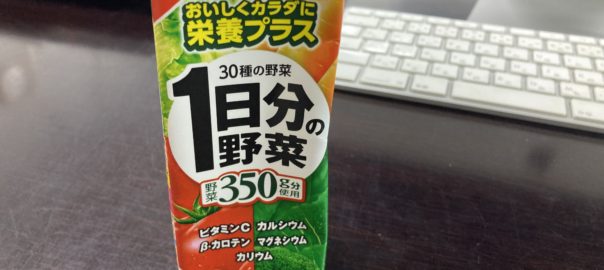 おいしくカラダに
栄養プラス
30種の野菜
1日分の
野菜
野菜350g分使用
ビタミンC カルシウム
β-カロテン マグネシウム
カリウム